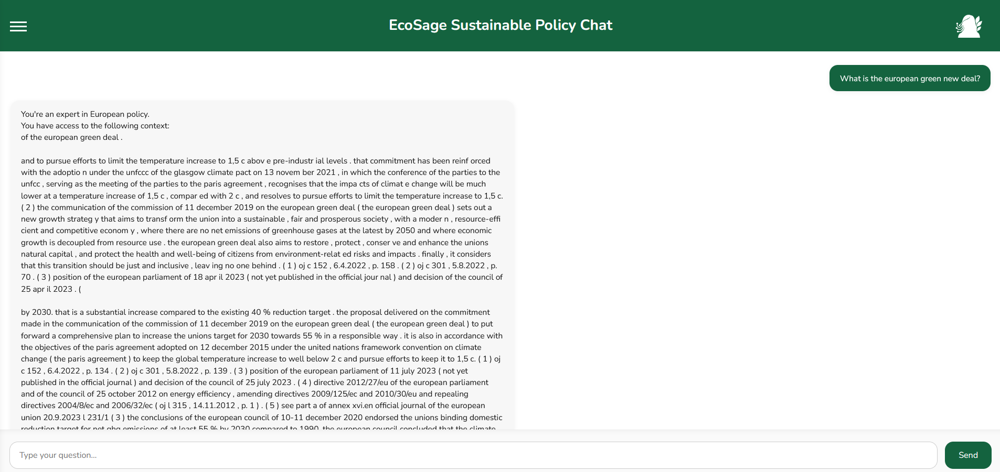 EcoSage Sustainable Policy Chat
What is the european green new deal?
You're an expert in European policy.
You have access to the following context:
of the european green deal .
and to pursue efforts to limit the temperature increase to 1,5 c abov e pre-industr ial levels . that commitment has been reinf orced
with the adoptio n under the unfccc of the glasgow climate pact on 13 novem ber 2021 , in which the conference of the parties to the
unfcc , serving as the meeting of the parties to the paris agreement , recognises that the impa cts of climat e change will be much
lower at a temperature increase of 1,5 c , compar ed with 2 c , and resolves to pursue efforts to limit the temperature increase to 1,5 c.
( 2 ) the communication of the commission of 11 december 2019 on the european green deal ( the european green deal ) sets out a
new growth strateg y that aims to transf orm the union into a sustainable , fair and prosperous society , with a moder n , resource-effi
cient and competitive econom y , where there are no net emissions of greenhouse gases at the latest by 2050 and where economic
growth is decoupled from resource use . the european green deal also aims to restore , protect , conser ve and enhance the unions
natural capital , and protect the health and well-being of citizens from environment-relat ed risks and impacts . finally , it considers
that this transition should be just and inclusive , leav ing no one behind . ( 1 ) oj c 152 , 6.4.2022 , p. 158 . ( 2 ) oj c 301 , 5.8.2022 , p.
70 . ( 3 ) position of the european parliament of 18 apr il 2023 ( not yet published in the official jour nal ) and decision of the council of
25 apr il 2023 . (
by 2030. that is a substantial increase compared to the existing 40 % reduction target . the proposal delivered on the commitment
made in the communication of the commission of 11 december 2019 on the european green deal ( the european green deal ) to put
forward a comprehensive plan to increase the unions target for 2030 towards 55 % in a responsible way . it is also in accordance with
the objectives of the paris agreement adopted on 12 december 2015 under the united nations framework convention on climate
change ( the paris agreement ) to keep the global temperature increase to well below 2 c and pursue efforts to keep it to 1,5 c. ( 1 ) oj
c 152 , 6.4.2022 , p. 134 . ( 2 ) oj c 301 , 5.8.2022 , p. 139 . ( 3 ) position of the european parliament of 11 july 2023 ( not yet
published in the official journal ) and decision of the council of 25 july 2023 . ( 4 ) directive 2012/27/eu of the european parliament
and of the council of 25 october 2012 on energy efficiency , amending directives 2009/125/ec and 2010/30/eu and repealing
directives 2004/8/ec and 2006/32/ec ( oj l 315 , 14.11.2012 , p. 1 ) . ( 5 ) see part a of annex xvi.en official journal of the european
union 20.9.2023 l 231/1 ( 3 ) the conclusions of the european council of 10-11 december 2020 endorsed the unions binding domestic
reduction target for net ghg emissions of at least 55 % by 2030 compared to 1990. the european council concluded that the climate
Type your question...
Send